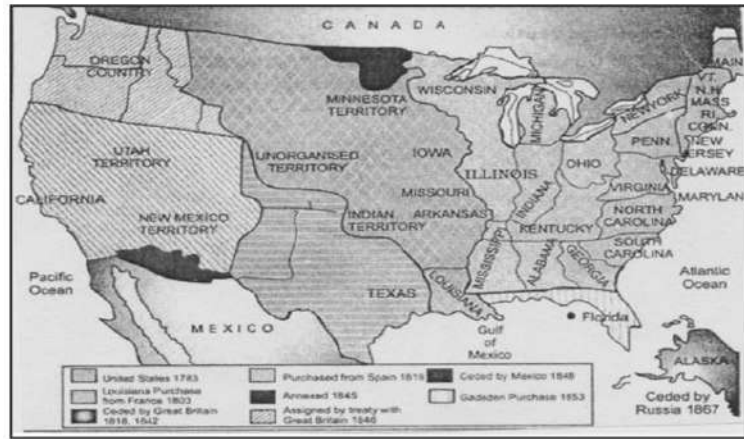 CANADA
OREGON
COUNTRY
MAIN
VT.
N.H
MASS
RI.
CONN.
NEW
JERSEY
DELAWARE
MARYLAN
WISCONSIN
MICHIGAN
NEWYORK
PENN.
MINNESOTA
TERRITORY
UTAH
TERRITORY
UNORGANISED
TERRITORY
IOWA
ILLINOIS
OHIO
INDIANA
VIRGINIA
CALIFORNIA
MISSOURI
NEW MEXICO
TERRITORY
INDIAN
TERRITORY
ARKANSAS
KENTUCKY
NORTH
CAROLINA
SOUTH
CAROLINA
MISSISSIPPI
ALABAMA
GEORGIA
Pacific
Ocean
TEXAS
LOUISIANA
Atlantic
Ocean
MEXICO
Gulf
of
Mexico
Florida
ALASKA
Ceded by
Russia 1867
United States 1783
Louisiana Purchase
from France 1803
Ceded by Great Britain
1818, 1842
Purchased from Spain 1819
Annexed 1845
Assigned by treaty with
Great Britain 1846
Ceded by Mexico 1848
Gadsden Purchase 1853